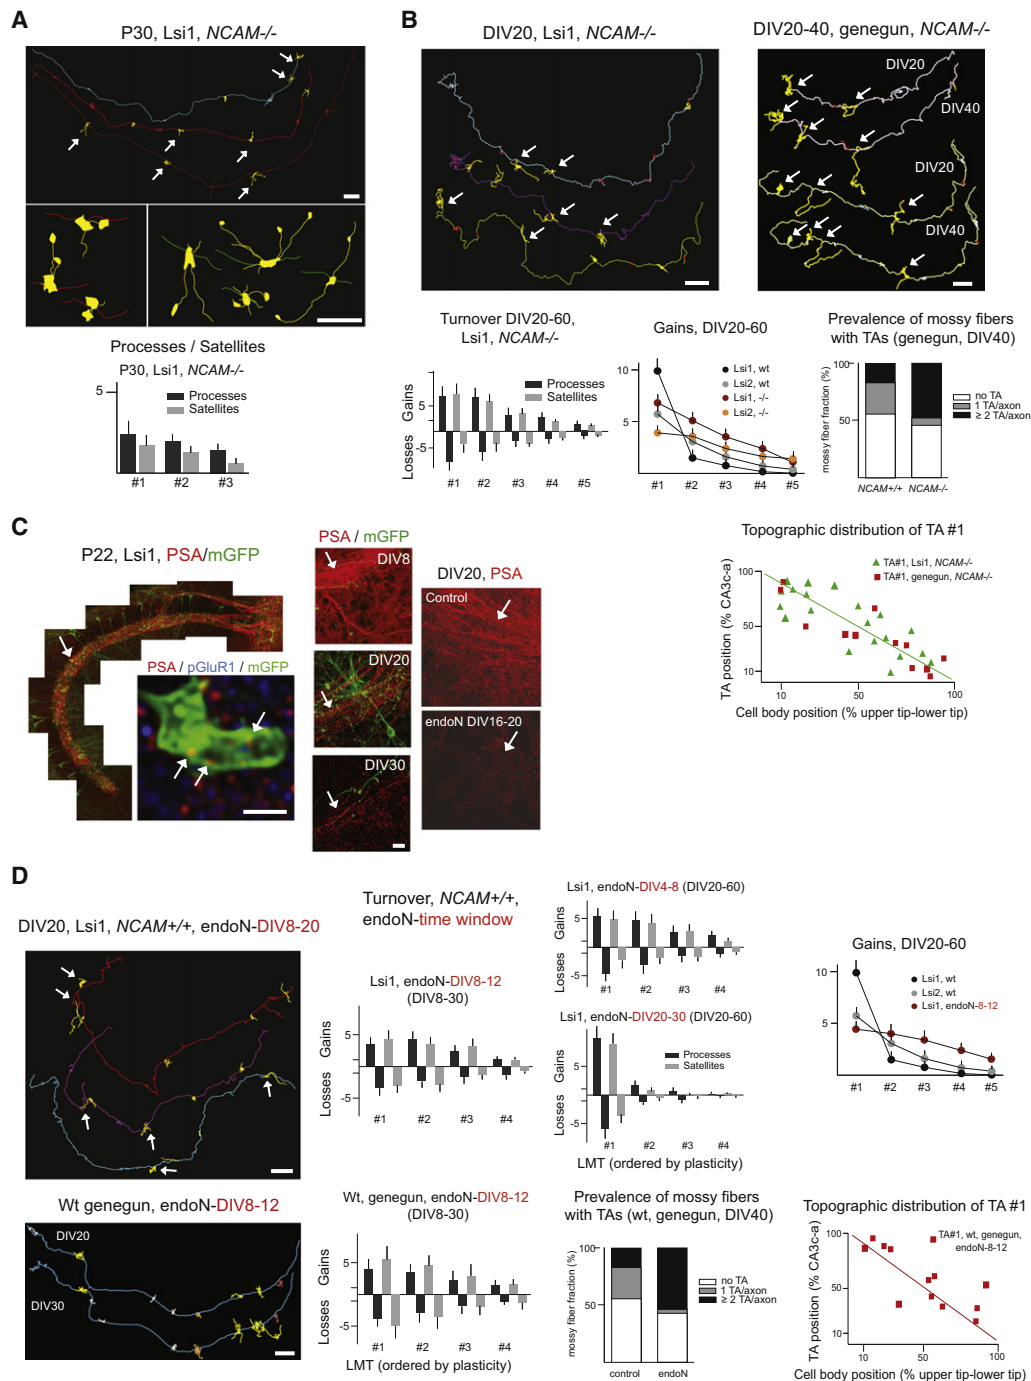 A
P30, Lsi1, NCAM-/-
Processes / Satellites
P30, Lsi1, NCAM-/-
5
Processes
Satellites
#1 #2 #3
B
DIV20, Lsi1, NCAM-/-
DIV20-40, genegun, NCAM-/-
DIV20
DIV40
DIV20
DIV40
Turnover DIV20-60,
Lsi1, NCAM-/-
Processes
Satellites
Gains
Losses
5
5
#1 #2 #3 #4 #5
Gains, DIV20-60
10
5
Lsi1, wt
Lsi2, wt
Lsi1, -/-
Lsi2, -/-
#1 #2 #3 #4 #5
Prevalence of mossy fibers
with TAs (genegun, DIV40)
mossy fiber fraction (%)
100
50
no TA
1 TA/axon
≥ 2 TA/axon
NCAM+/+ NCAM-/-
C
P22, Lsi1, PSA/mGFP
PSA / pGluR1 / mGFP
PSA / mGFP
DIV8
DIV20
DIV30
DIV20, PSA
Control
endoN DIV16-20
Topographic distribution of TA #1
TA position (% CA3c-a)
100
50
10
TA#1, Lsi1, NCAM-/-
TA#1, genegun, NCAM-/-
10 50 100
Cell body position (% upper tip-lower tip)
D
DIV20, Lsi1, NCAM+/+, endoN-DIV8-20
Turnover, NCAM+/+,
endoN-time window
Lsi1, endoN-DIV8-12
(DIV8-30)
Gains
Losses
5
-5
#1 #2 #3 #4
Lsi1, endoN-DIV4-8 (DIV20-60)
Gains
Losses
5
-5
#1 #2 #3 #4
Lsi1, endoN-DIV20-30 (DIV20-60)
Gains
Losses
5
-5
Processes
Satellites
#1 #2 #3 #4
LMT (ordered by plasticity)
Gains, DIV20-60
10
5
Lsi1, wt
Lsi2, wt
Lsi1, endoN-8-12
#1 #2 #3 #4 #5
Wt genegun, endoN-DIV8-12
DIV20
DIV30
Wt, genegun, endoN-DIV8-12
(DIV8-30)
Gains
Losses
5
-5
#1 #2 #3 #4
LMT (ordered by plasticity)
Prevalence of mossy fibers
with TAs (wt, genegun, DIV40)
mossy fiber fraction (%)
100
50
no TA
1 TA/axon
≥ 2 TA/axon
control endoN
Topographic distribution of TA #1
TA position (% CA3c-a)
100
50
10
TA#1, wt, genegun,
endoN-8-12
10 50 100
Cell body position (% upper tip-lower tip)